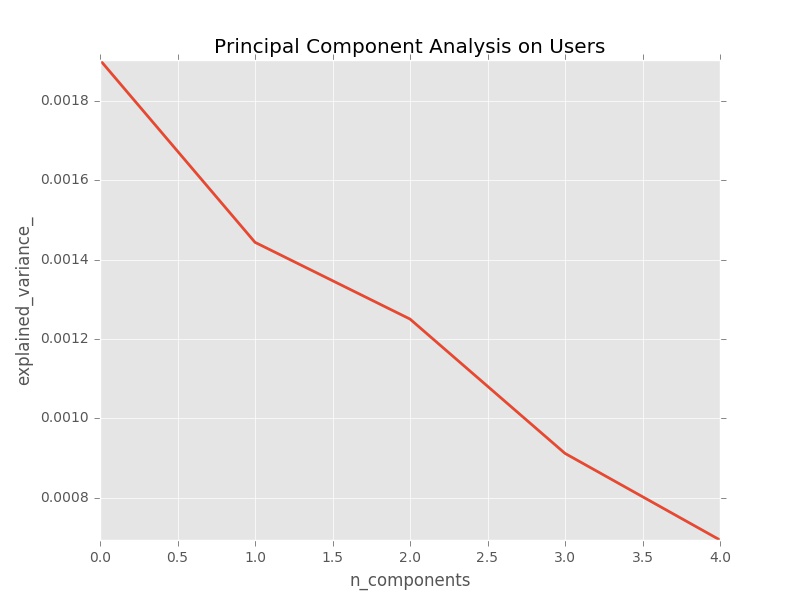 Principal Component Analysis on Users
0.0018
0.0016
0.0014
0.0012
0.0010
0.0008
explained_variance_
0.0 0.5 1.0 1.5 2.0 2.5 3.0 3.5 4.0
n_components